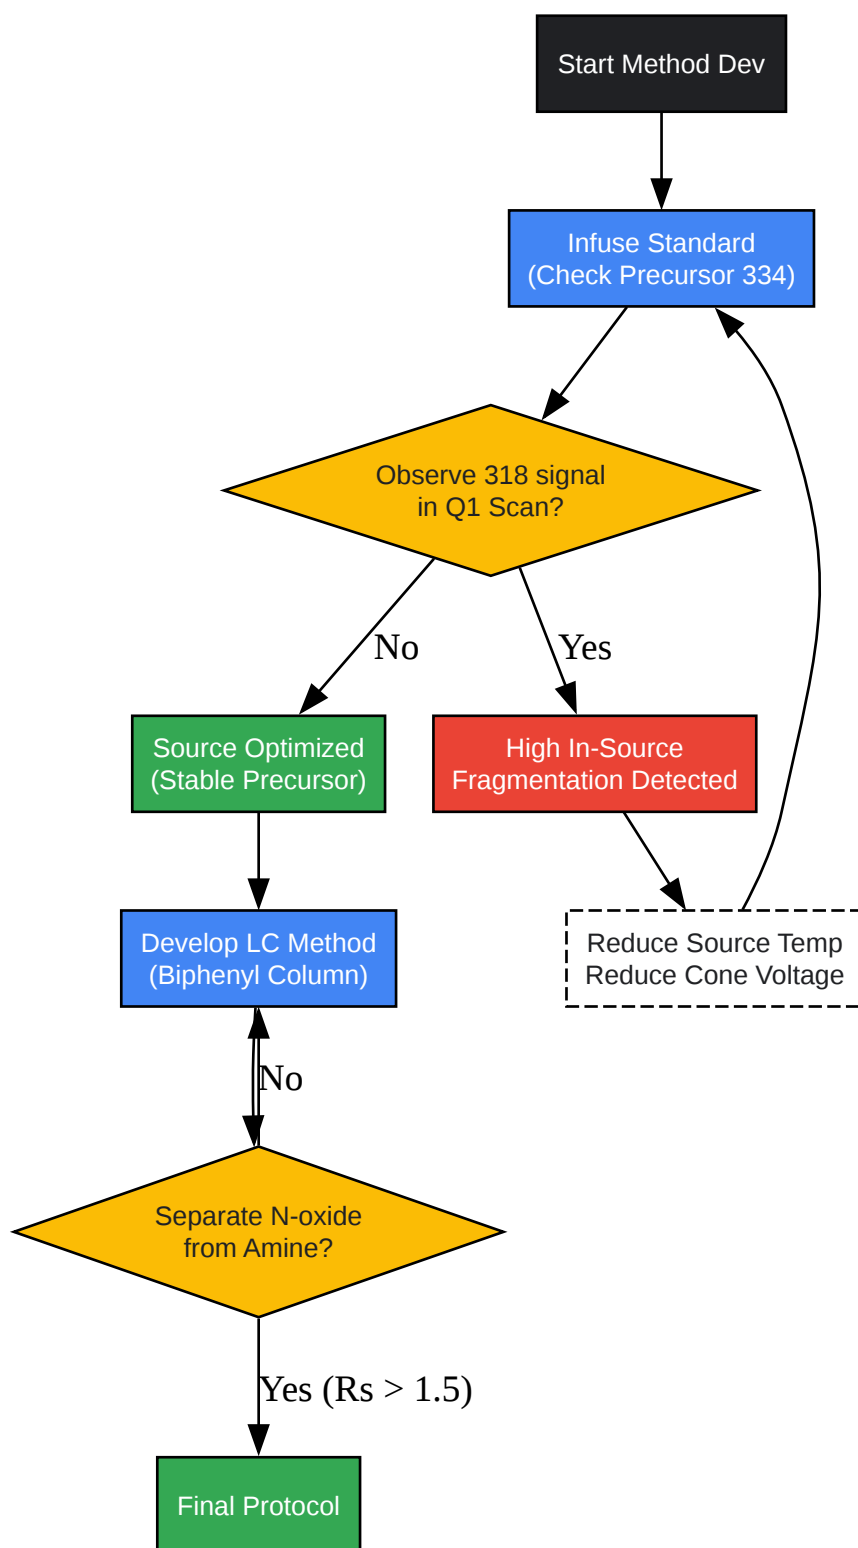 Start Method Dev
Infuse Standard
(Check Precursor 334)
Observe 318 signal
in Q1 Scan?
No
Yes
Source Optimized
(Stable Precursor)
High In-Source
Fragmentation Detected
Develop LC Method
(Biphenyl Column)
Reduce Source Temp
Reduce Cone Voltage
No
Separate N-oxide
from Amine?
Yes (Rs > 1.5)
Final Protocol